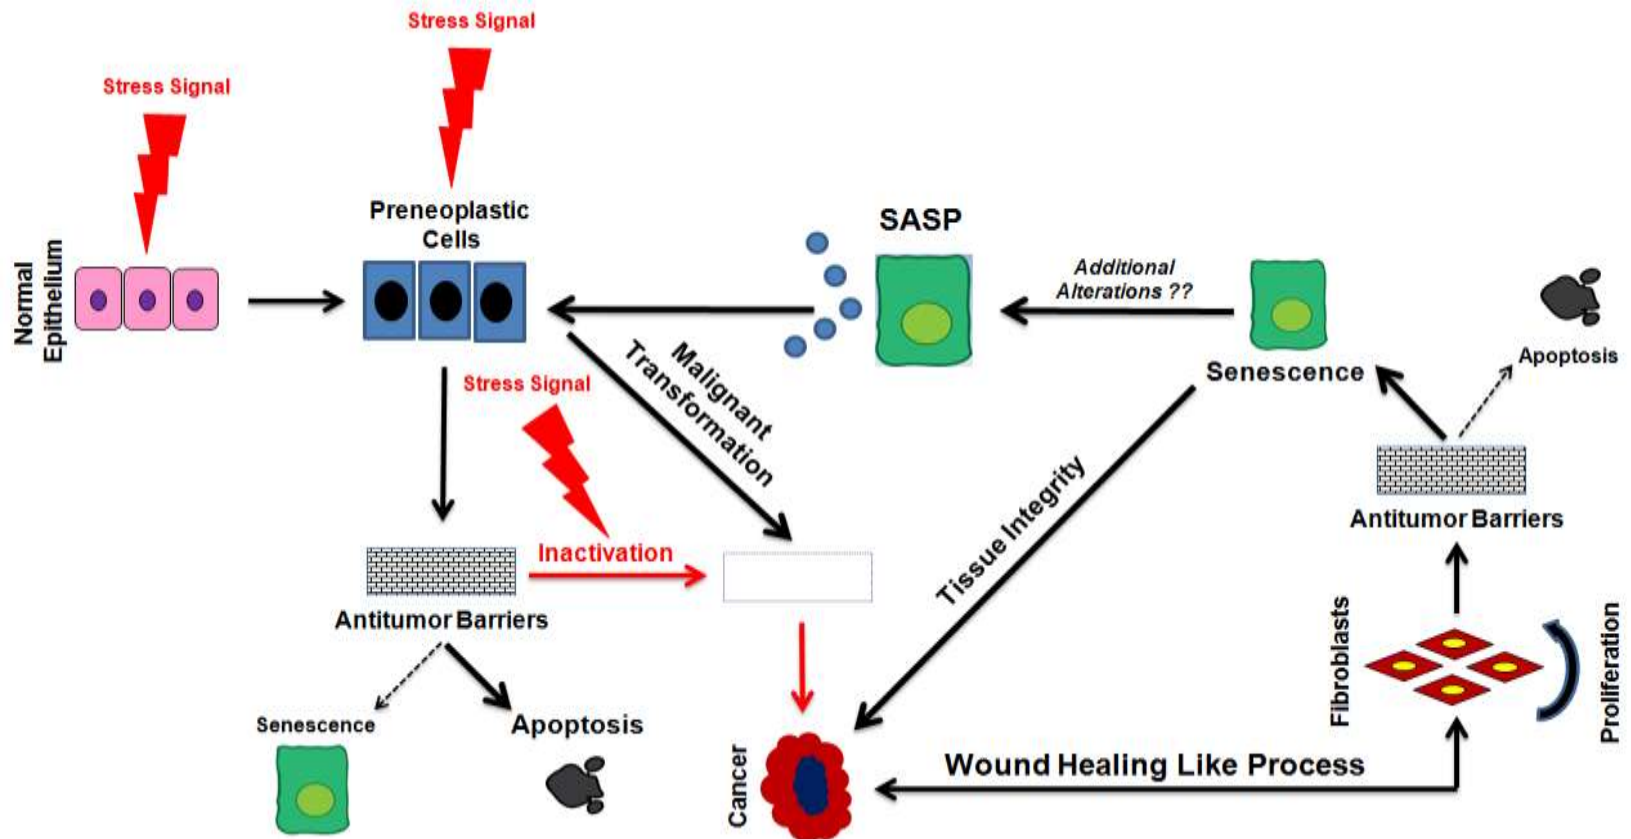 Stress Signal
Stress Signal
Preneoplastic
Cells
Normal
Epithelium
SASP
Additional
Alterations ??
Senescence
Apoptosis
Stress Signal
Malignant
Transformation
Inactivation
Antitumor Barriers
Senescence
Apoptosis
Tissue Integrity
Antitumor Barriers
Fibroblasts
Proliferation
Cancer
Wound Healing Like Process